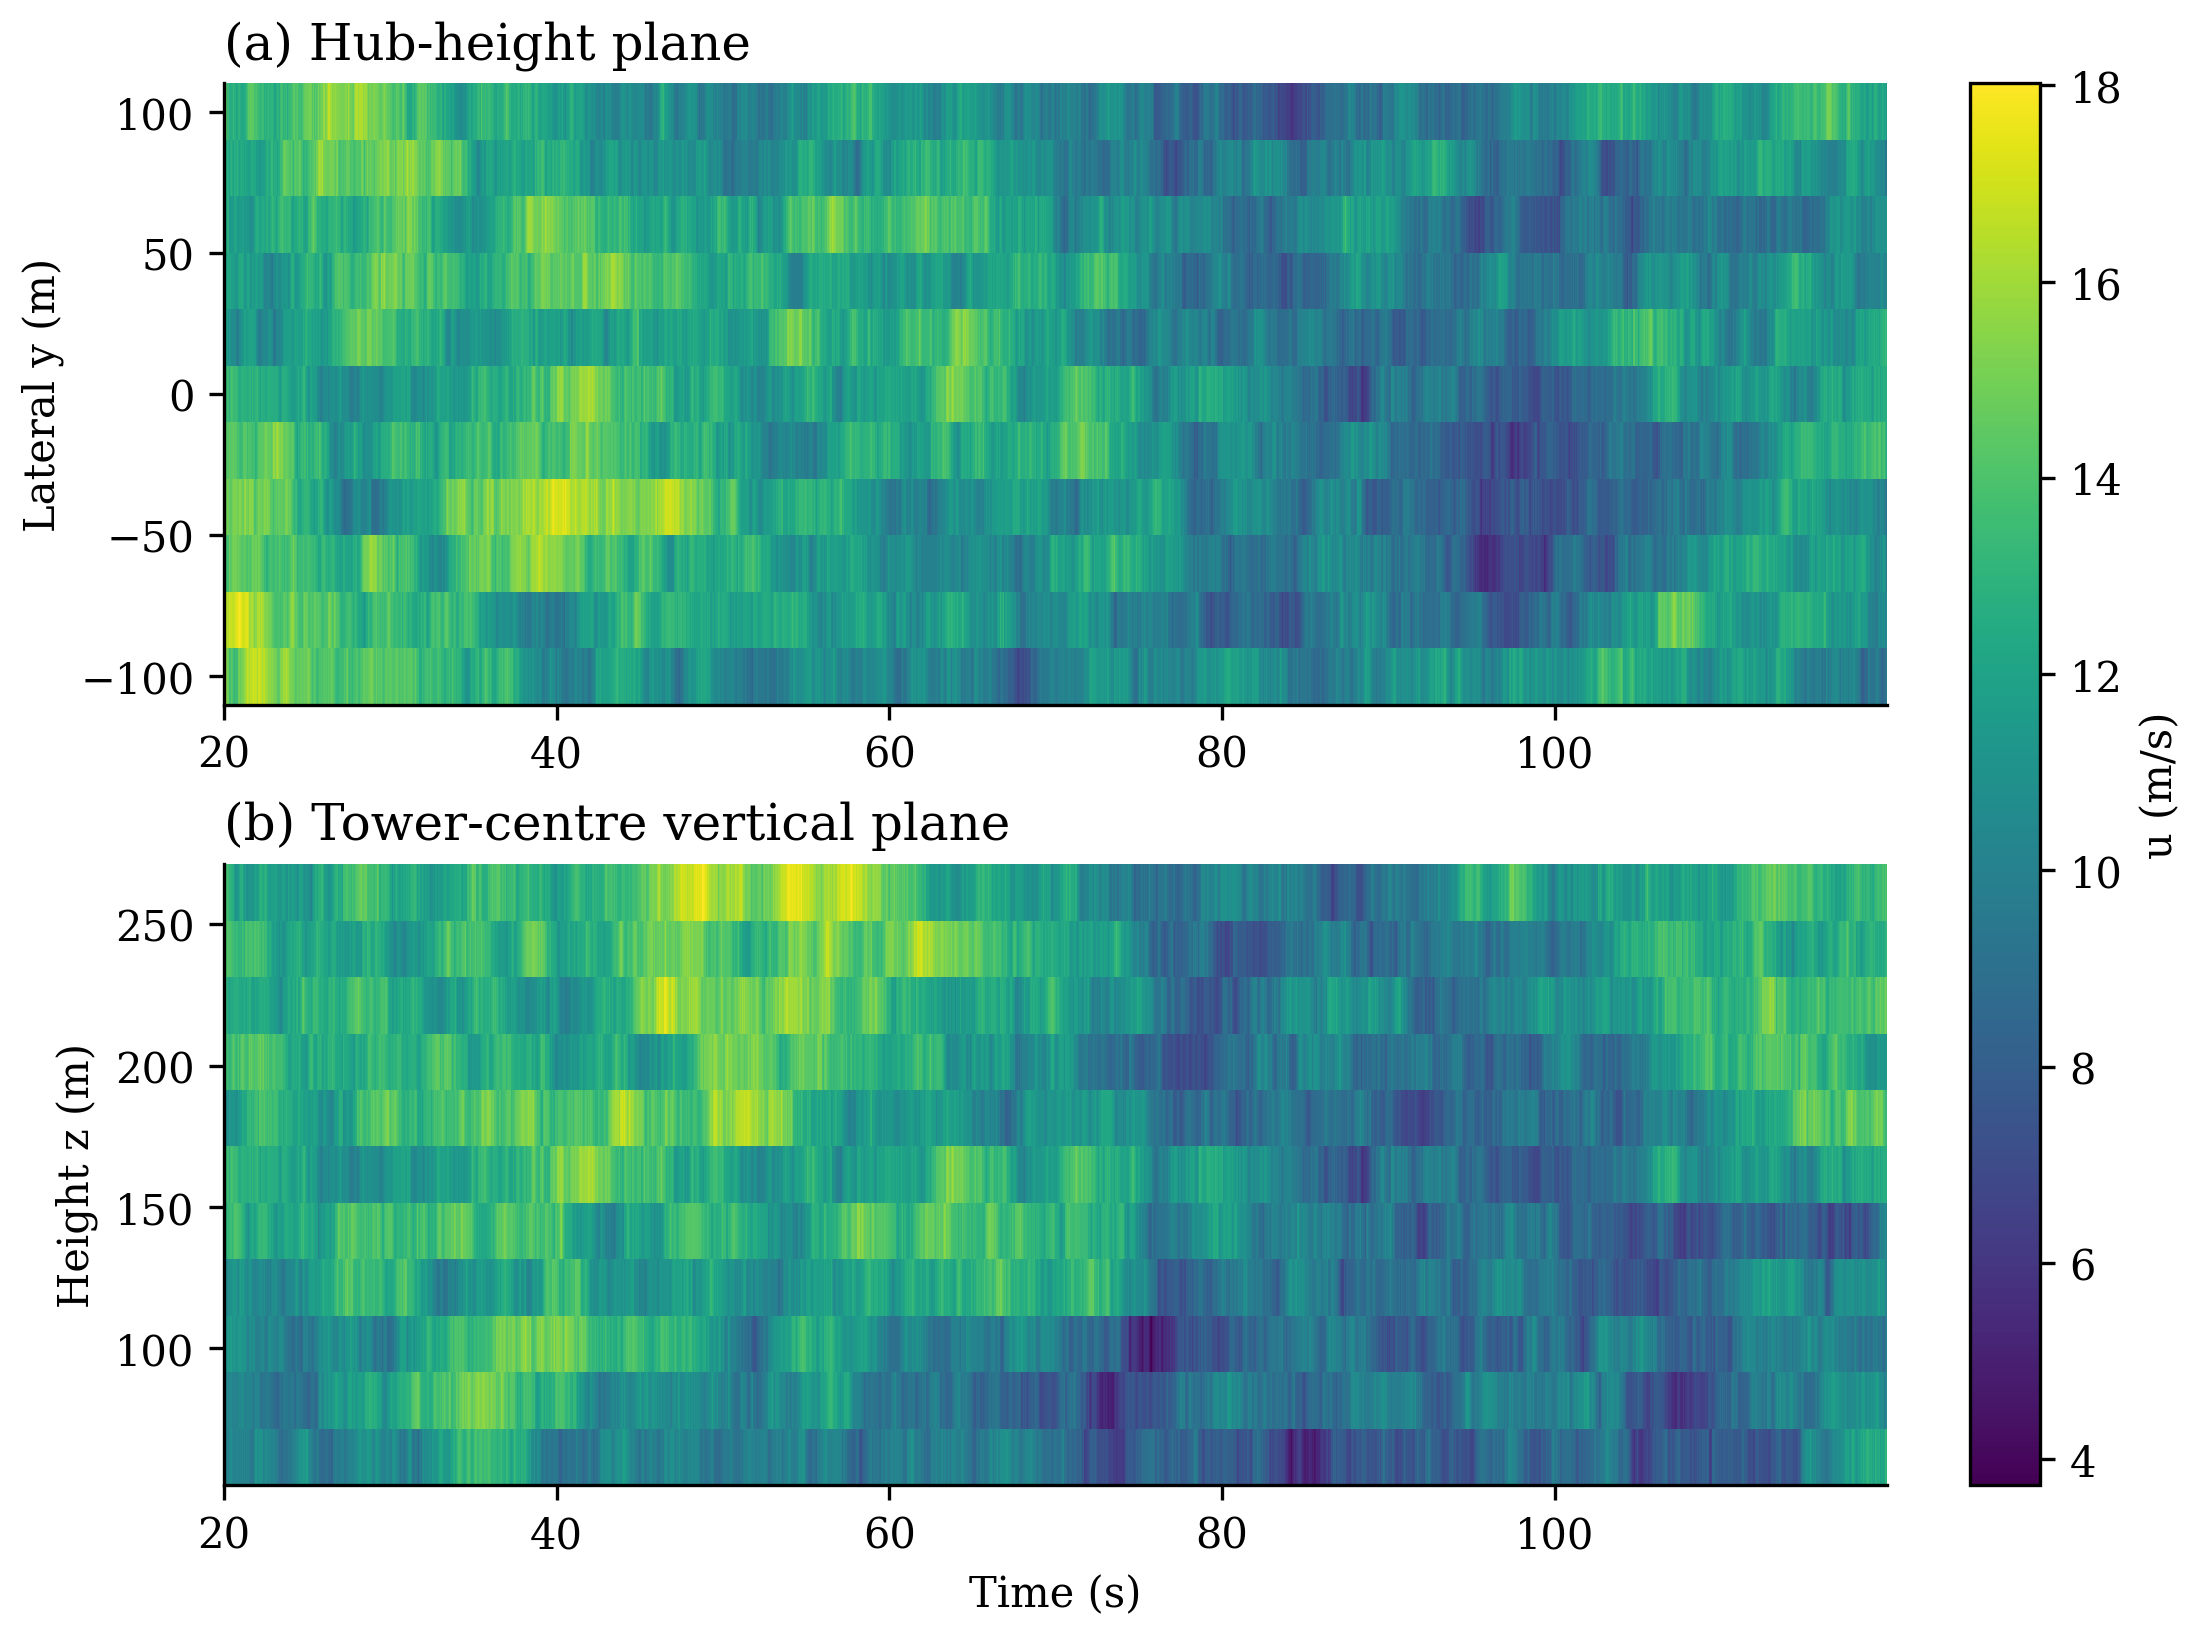 (a) Hub-height plane
Lateral y (m)
100
50
0
−50
−100
20 40 60 80 100
(b) Tower-centre vertical plane
Height z (m)
250
200
150
100
20 40 60 80 100
Time (s)
18
16
14
12
10
8
6
4
u (m/s)